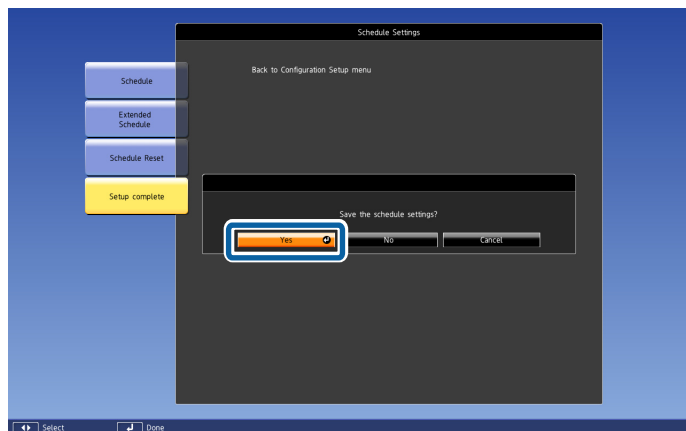 Schedule Settings
Back to Configuration Setup menu
Schedule
Extended
Schedule
Schedule Reset
Setup complete
Save the schedule settings?
Yes
No
Cancel
Select
Done